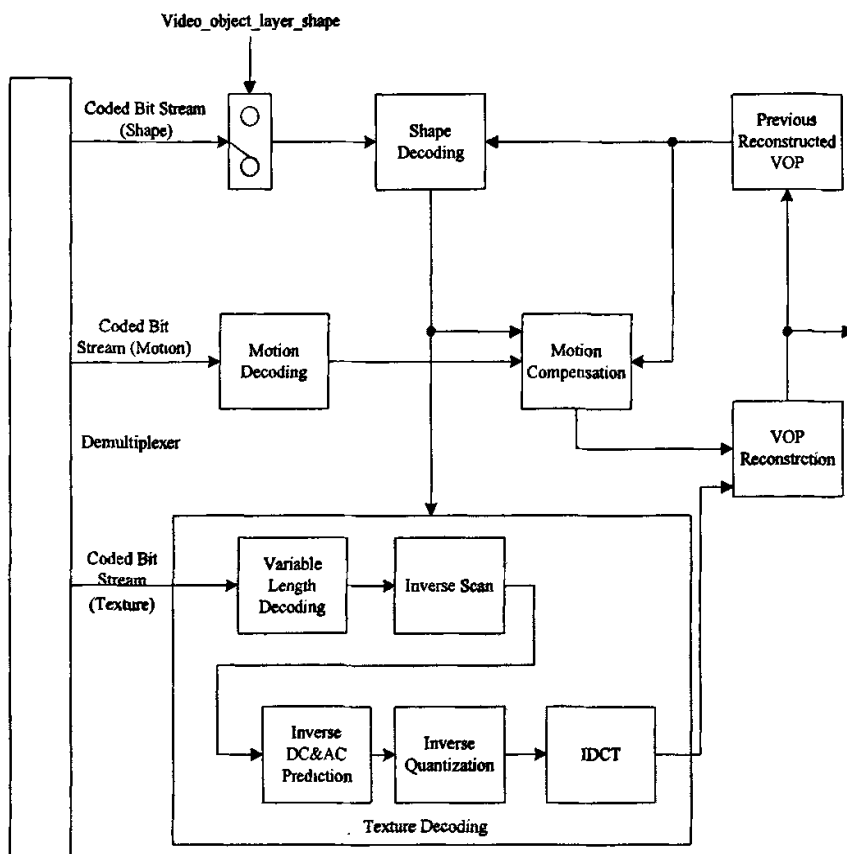 Video_object_layer_shape
Coded Bit Stream
(Shape)
Shape
Decoding
Previous
Reconstructed
VOP
Coded Bit
Stream (Motion)
Motion
Decoding
Motion
Compensation
VOP
Reconstrction
Demultiplexer
Coded Bit
Stream
(Texture)
Variable
Length
Decoding
Inverse Scan
Inverse
DC&AC
Prediction
Inverse
Quantization
IDCT
Texture Decoding